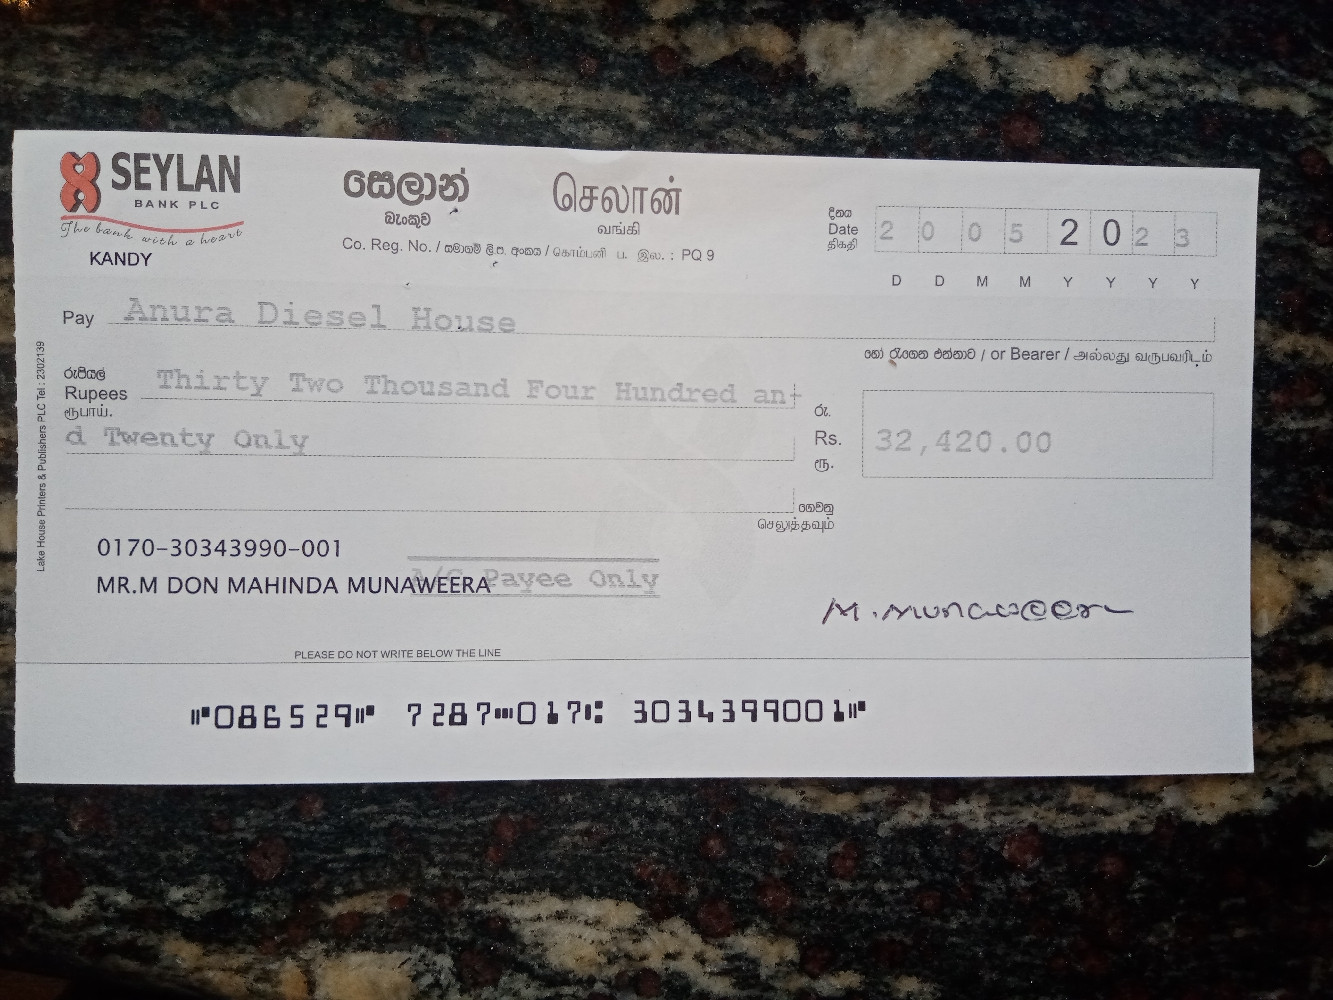 SEYLAN
BANK PLC
The bank with a heart
KANDY
සෙලාන්
බැංකුව
செலான்
வங்கி
Co. Reg. No. / සමාගම් ලි.ප. අංකය / கொம்பனி ப. இல. : PQ 9
දිනය
Date
திகதி
2 0 0 5 2 0 2 3
D D M M Y Y Y Y
Pay Anura Diesel House
හෝ රැගෙන එන්නාට / or Bearer / அல்லது வருபவரிடம்
රුපියල්
Rupees
ரூபாய்.
Thirty Two Thousand Four Hundred an-
d Twenty Only
රු.
Rs.
ரூ.
32,420.00
ගෙවනු
செலுத்தவும்
0170-30343990-001
MR.M DON MAHINDA MUNAWEERA
A/C Payee Only
M. Munaweera
PLEASE DO NOT WRITE BELOW THE LINE
⑈086529⑈ 7287⑉017⑆ 303439900 1⑈
Lake House Printers & Publishers PLC Tel : 2302139